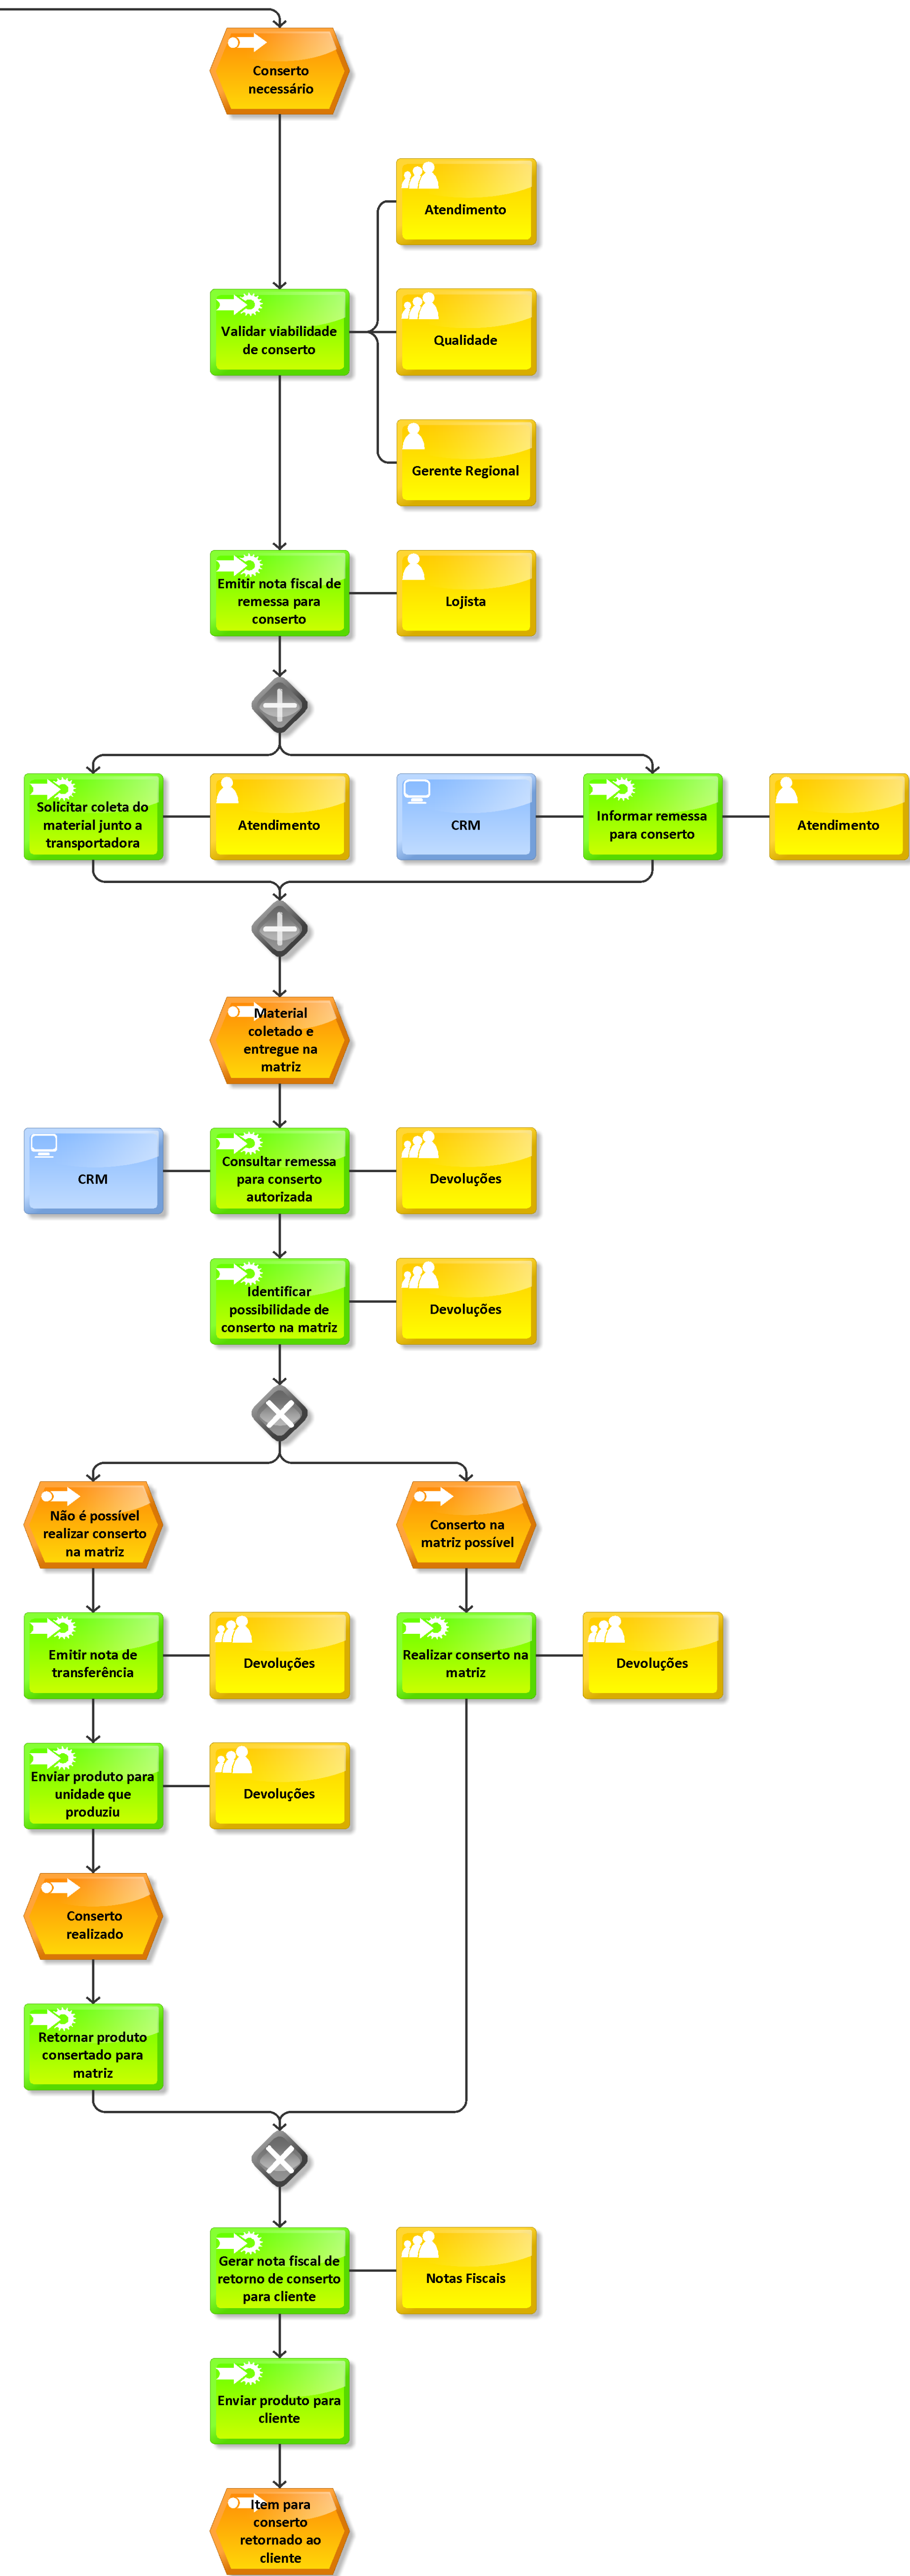 Conserto
necessário
Atendimento
Validar viabilidade
de conserto
Qualidade
Gerente Regional
Emitir nota fiscal de
remessa para
conserto
Lojista
Solicitar coleta do
material junto a
transportadora
Atendimento
CRM
Informar remessa
para conserto
Atendimento
Material
coletado e
entregue na
matriz
CRM
Consultar remessa
para conserto
autorizada
Devoluções
Identificar
possibilidade de
conserto na matriz
Devoluções
Não é possível
realizar conserto
na matriz
Conserto na
matriz possível
Emitir nota de
transferência
Devoluções
Realizar conserto na
matriz
Devoluções
Enviar produto para
unidade que
produziu
Devoluções
Conserto
realizado
Retornar produto
consertado para
matriz
Gerar nota fiscal de
retorno de conserto
para cliente
Notas Fiscais
Enviar produto para
cliente
Item para
conserto
retornado ao
cliente